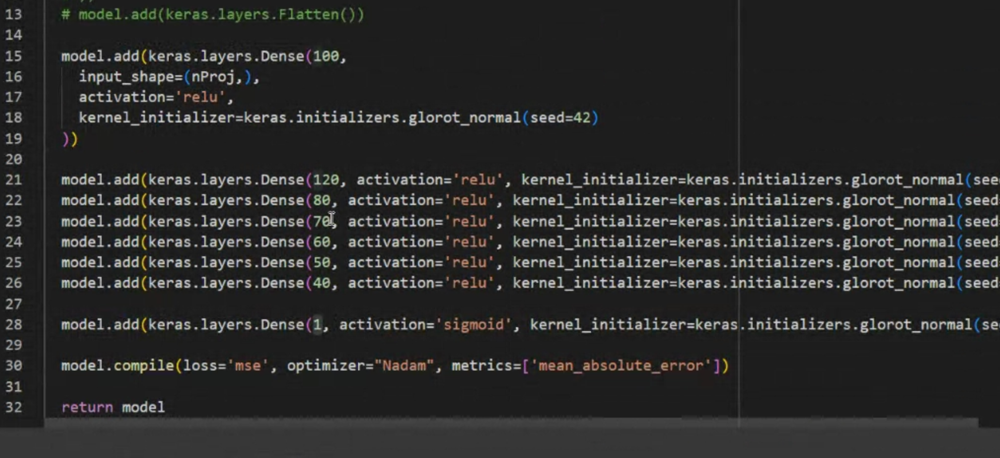 13 # model.add(keras.layers.Flatten())
14
15 model.add(keras.layers.Dense(100,
16 input_shape=(nProj,),
17 activation='relu',
18 kernel_initializer=keras.initializers.glorot_normal(seed=42)
19 ))
20
21 model.add(keras.layers.Dense(120, activation='relu', kernel_initializer=keras.initializers.glorot_normal(see
22 model.add(keras.layers.Dense(80, activation='relu', kernel_initializer=keras.initializers.glorot_normal(seed=
23 model.add(keras.layers.Dense(70, activation='relu', kernel_initializer=keras.initializers.glorot_normal(seed=
24 model.add(keras.layers.Dense(60, activation='relu', kernel_initializer=keras.initializers.glorot_normal(seed=
25 model.add(keras.layers.Dense(50, activation='relu', kernel_initializer=keras.initializers.glorot_normal(seed=
26 model.add(keras.layers.Dense(40, activation='relu', kernel_initializer=keras.initializers.glorot_normal(seed=
27
28 model.add(keras.layers.Dense(1, activation='sigmoid', kernel_initializer=keras.initializers.glorot_normal(se
29
30 model.compile(loss='mse', optimizer="Nadam", metrics=['mean_absolute_error'])
31
32 return model